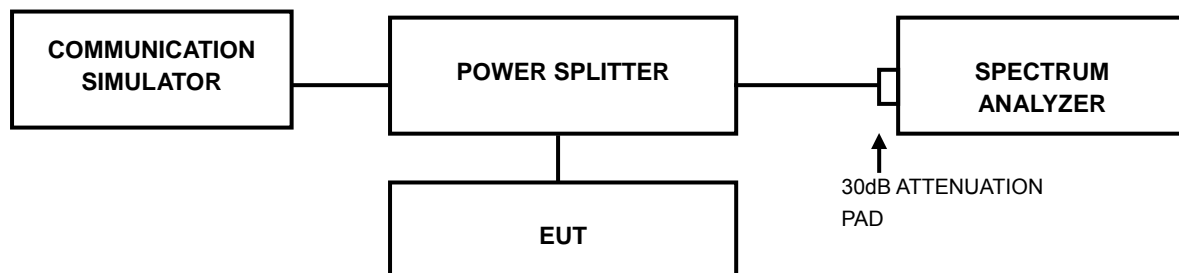 COMMUNICATION
SIMULATOR
POWER SPLITTER
SPECTRUM
ANALYZER
30dB ATTENUATION
PAD
EUT